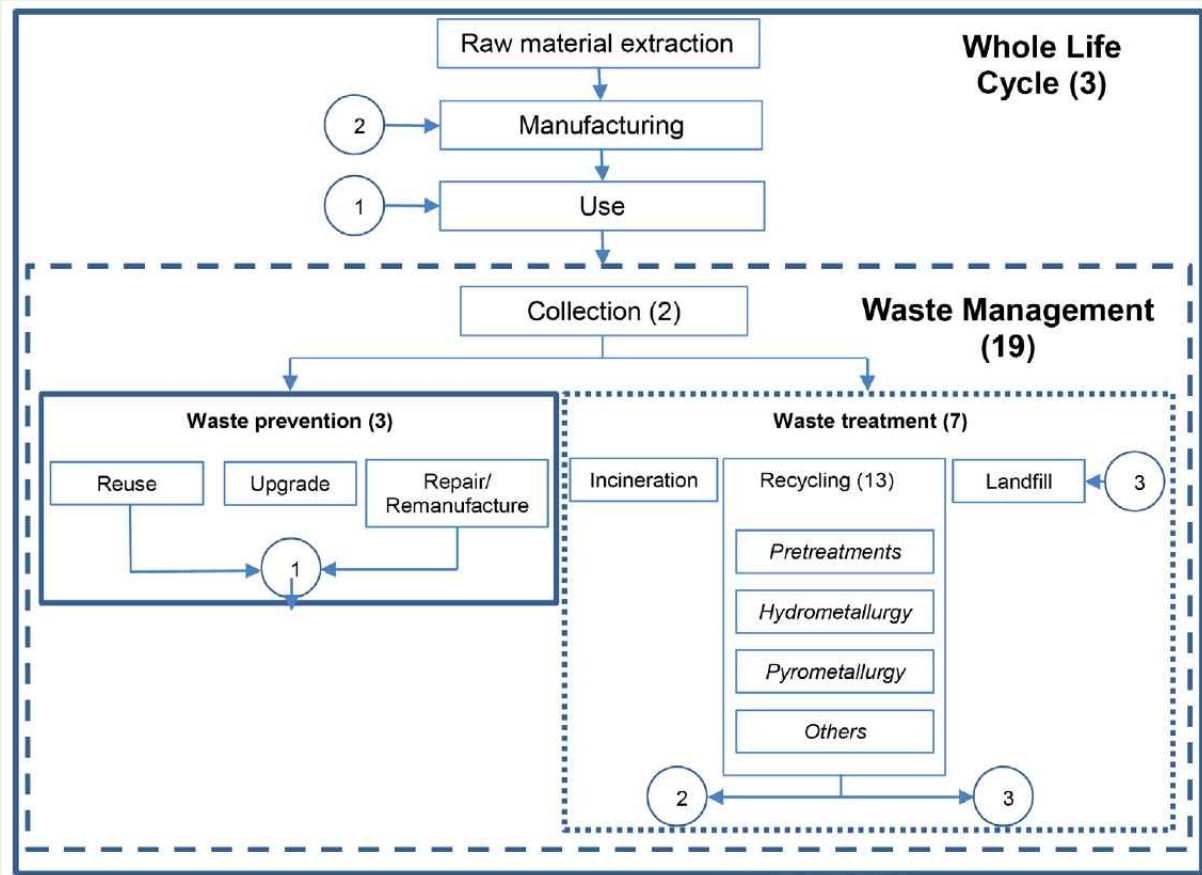 Raw material extraction
Whole Life
Cycle (3)
2
Manufacturing
1
Use
Collection (2)
Waste Management
(19)
Waste prevention (3)
Waste treatment (7)
Reuse
Upgrade
Repair/
Remanufacture
1
Incineration
Recycling (13)
Landfill
3
Pretreatments
Hydrometallurgy
Pyrometallurgy
Others
2
3